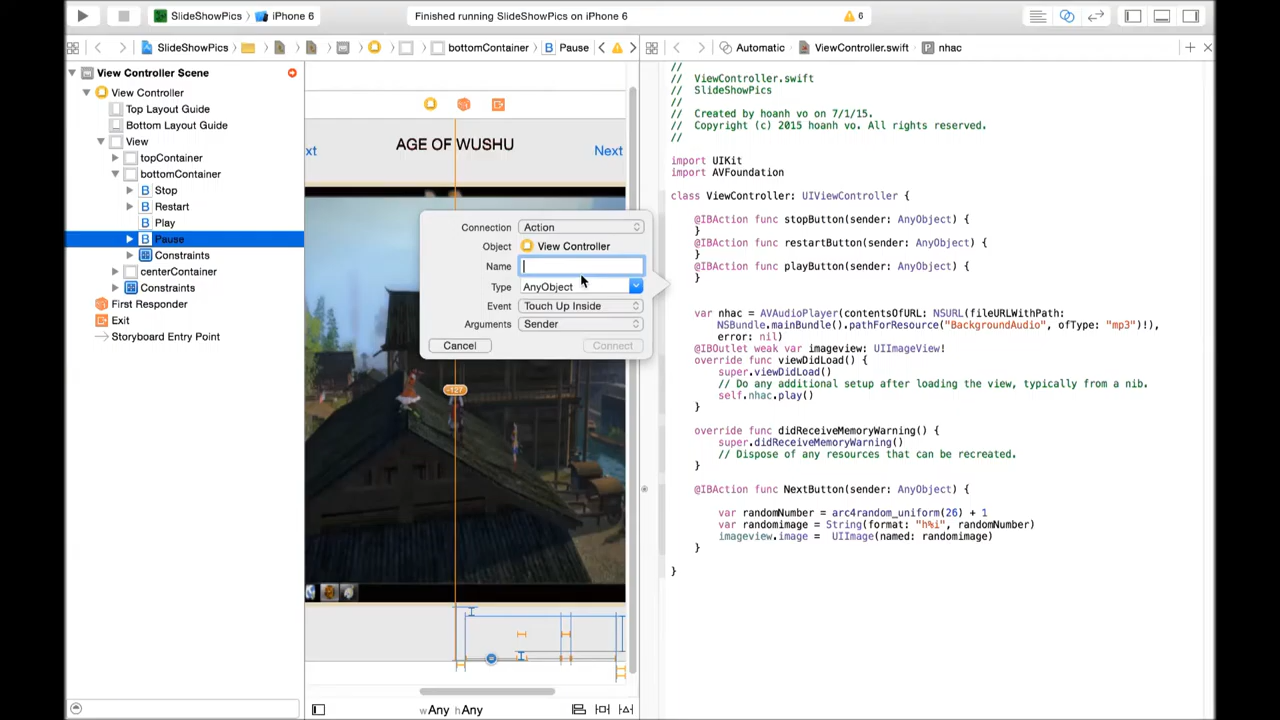 SlideShowPics
iPhone 6
Finished running SlideShowPics on iPhone 6
6
SlideShowPics
bottomContainer
Pause
Automatic
ViewController.swift
nhac
View Controller Scene
View Controller
Top Layout Guide
Bottom Layout Guide
View
topContainer
bottomContainer
B Stop
B Restart
B Play
B Pause
Constraints
centerContainer
Constraints
First Responder
Exit
Storyboard Entry Point
xt
AGE OF WUSHU
Next
Connection Action
Object View Controller
Name
Type AnyObject
Event Touch Up Inside
Arguments Sender
Cancel
Connect
-127
wAny hAny
//
// ViewController.swift
// SlideShowPics
//
// Created by hoanh vo on 7/1/15.
// Copyright (c) 2015 hoanh vo. All rights reserved.
//
import UIKit
import AVFoundation
class ViewController: UIViewController {
@IBAction func stopButton(sender: AnyObject) {
}
@IBAction func restartButton(sender: AnyObject) {
}
@IBAction func playButton(sender: AnyObject) {
}
var nhac = AVAudioPlayer(contentsOfURL: NSURL(fileURLWithPath:
NSBundle.mainBundle().pathForResource("BackgroundAudio", ofType: "mp3")!),
error: nil)
@IBOutlet weak var imageview: UIImageView!
override func viewDidLoad() {
super.viewDidLoad()
// Do any additional setup after loading the view, typically from a nib.
self.nhac.play()
}
override func didReceiveMemoryWarning() {
super.didReceiveMemoryWarning()
// Dispose of any resources that can be recreated.
}
@IBAction func NextButton(sender: AnyObject) {
var randomNumber = arc4random_uniform(26) + 1
var randomimage = String(format: "h%i", randomNumber)
imageview.image = UIImage(named: randomimage)
}
}